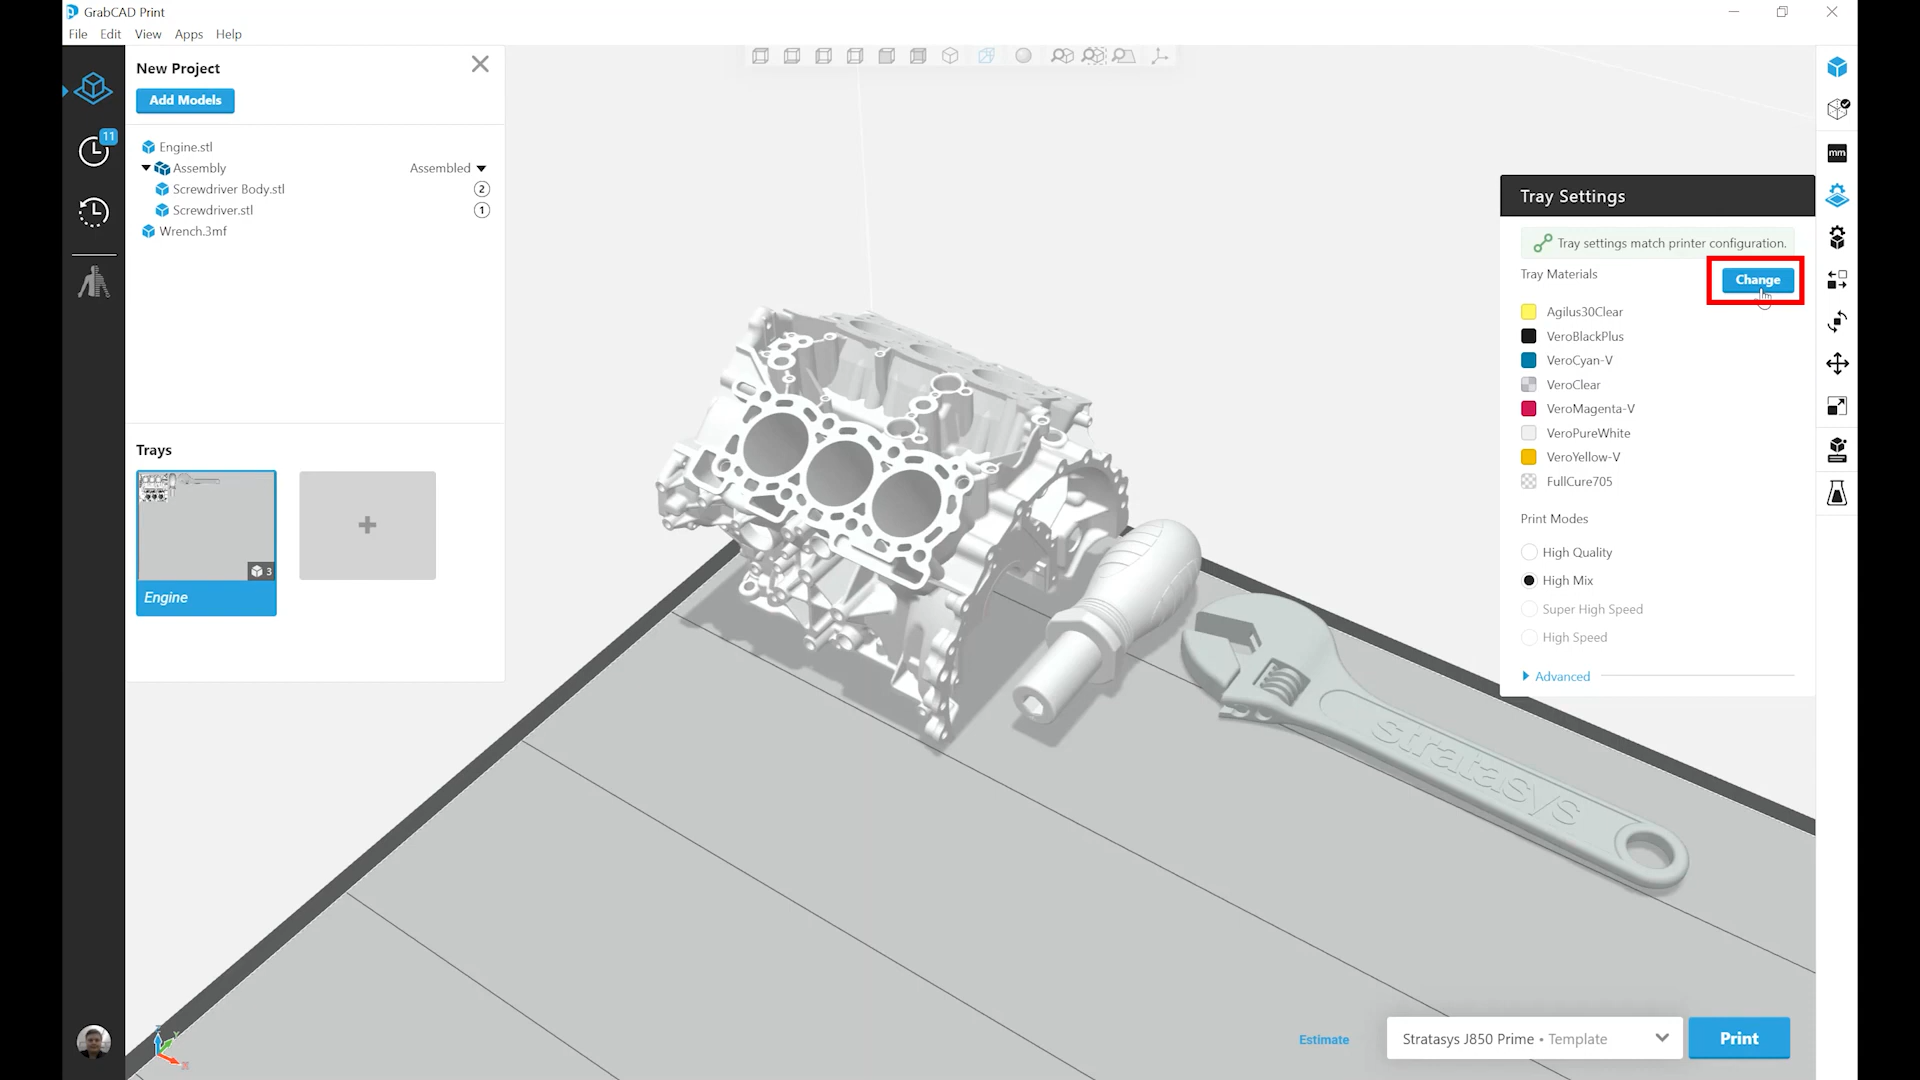 GrabCAD Print
File Edit View Apps Help
New Project
Add Models
Engine.stl
Assembly Assembled
Screwdriver Body.stl 2
Screwdriver.stl 1
Wrench.3mf
11
Trays
3
Engine
Tray Settings
Tray settings match printer configuration.
Tray Materials Change
Agilus30Clear
VeroBlackPlus
VeroCyan-V
VeroClear
VeroMagenta-V
VeroPureWhite
VeroYellow-V
FullCure705
Print Modes
High Quality
High Mix
Super High Speed
High Speed
Advanced
mm
stratasys
Estimate
Stratasys J850 Prime • Template
Print
Z
Y
X